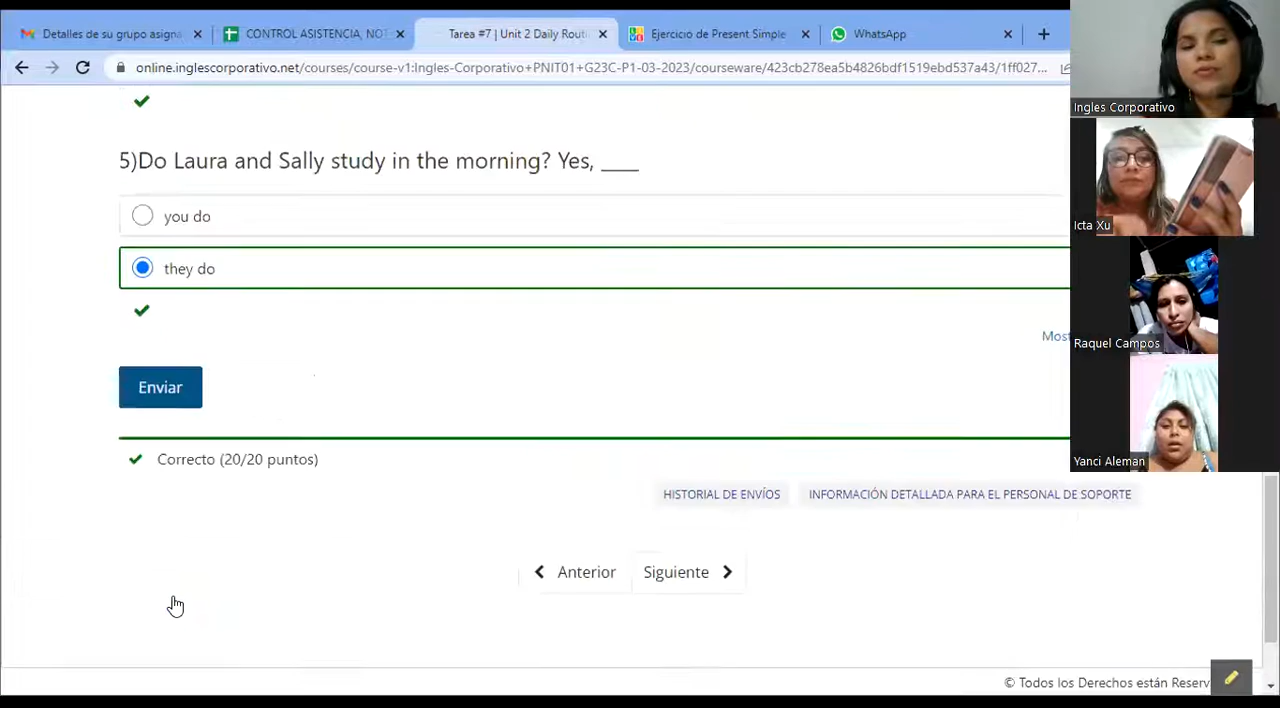 Detalles de su grupo asigna
CONTROL ASISTENCIA, NOT
Tarea #7 | Unit 2 Daily Routi
Ejercicio de Present Simple
WhatsApp
online.inglescorporativo.net/courses/course-v1:Ingles-Corporativo+PNIT01+G23C-P1-03-2023/courseware/423cb278ea5b4826bdf1519ebd537a43/1ff027...
Ingles Corporativo
5)Do Laura and Sally study in the morning? Yes, ____
you do
Icta Xu
they do
Most
Raquel Campos
Enviar
Correcto (20/20 puntos)
Yanci Aleman
HISTORIAL DE ENVÍOS
INFORMACIÓN DETALLADA PARA EL PERSONAL DE SOPORTE
Anterior
Siguiente
© Todos los Derechos están Reserv